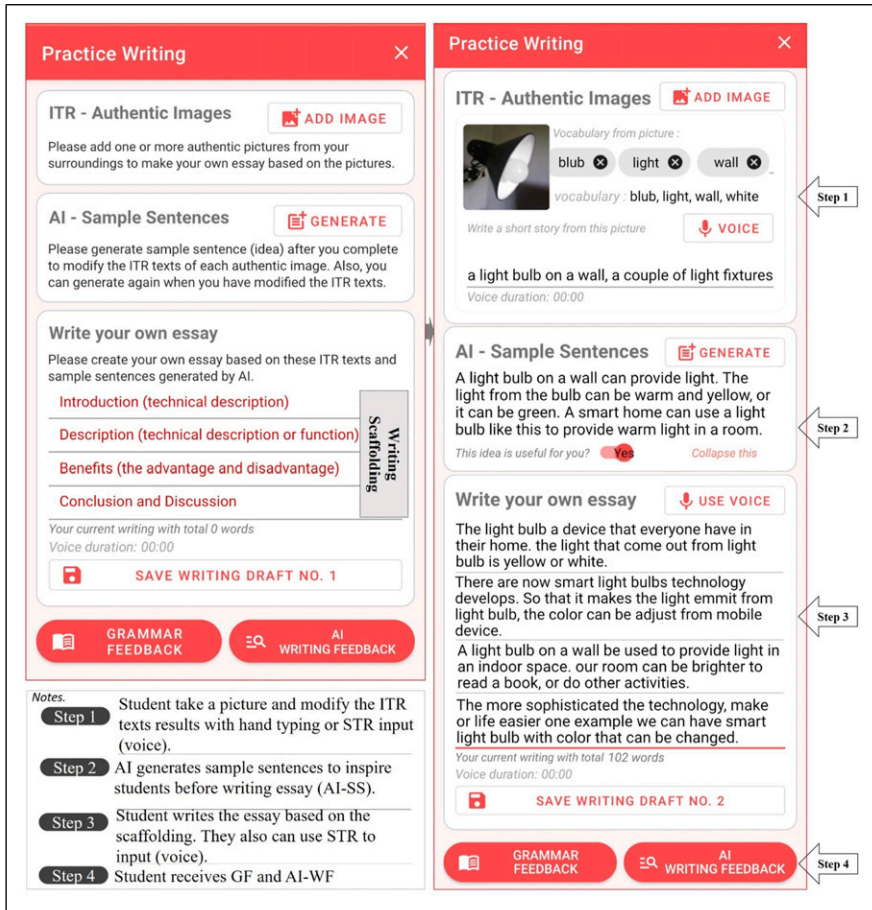 Practice Writing
ITR - Authentic Images
ADD IMAGE
Please add one or more authentic pictures from your
surroundings to make your own essay based on the pictures.
AI - Sample Sentences
GENERATE
Please generate sample sentence (idea) after you complete
to modify the ITR texts of each authentic image. Also, you
can generate again when you have modified the ITR texts.
Write your own essay
Please create your own essay based on these ITR texts and
sample sentences generated by AI.
Introduction (technical description)
Description (technical description or function)
Benefits (the advantage and disadvantage)
Conclusion and Discussion
Writing
Scaffolding
Your current writing with total 0 words
Voice duration: 00:00
SAVE WRITING DRAFT NO. 1
GRAMMAR
FEEDBACK
AI
WRITING FEEDBACK
Notes.
Step 1
Student take a picture and modify the ITR
texts results with hand typing or STR input
(voice).
Step 2
AI generates sample sentences to inspire
students before writing essay (AI-SS).
Step 3
Student writes the essay based on the
scaffolding. They also can use STR to
input (voice).
Step 4
Student receives GF and AI-WF
Practice Writing
ITR - Authentic Images
ADD IMAGE
Vocabulary from picture :
blub
light
wall
vocabulary : blub, light, wall, white
Write a short story from this picture
VOICE
a light bulb on a wall, a couple of light fixtures
Voice duration: 00:00
Step 1
AI - Sample Sentences
GENERATE
A light bulb on a wall can provide light. The
light from the bulb can be warm and yellow, or
it can be green. A smart home can use a light
bulb like this to provide warm light in a room.
This idea is useful for you?
Yes
Collapse this
Step 2
Write your own essay
USE VOICE
The light bulb a device that everyone have in
their home. the light that come out from light
bulb is yellow or white.
There are now smart light bulbs technology
develops. So that it makes the light emmit from
light bulb, the color can be adjust from mobile
device.
A light bulb on a wall be used to provide light in
an indoor space. our room can be brighter to
read a book, or do other activities.
The more sophisticated the technology, make
or life easier one example we can have smart
light bulb with color that can be changed.
Your current writing with total 102 words
Voice duration: 00:00
SAVE WRITING DRAFT NO. 2
Step 3
GRAMMAR
FEEDBACK
AI
WRITING FEEDBACK
Step 4